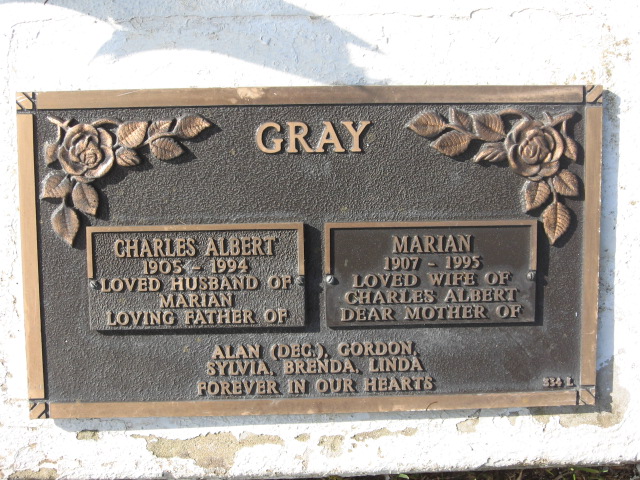 GRAY
CHARLES ALBERT
1905 - 1994
LOVED HUSBAND OF
MARIAN
LOVING FATHER OF
MARIAN
1907 - 1995
LOVED WIFE OF
CHARLES ALBERT
DEAR MOTHER OF
ALAN (DEC.), GORDON,
SYLVIA, BRENDA, LINDA
FOREVER IN OUR HEARTS
334 L